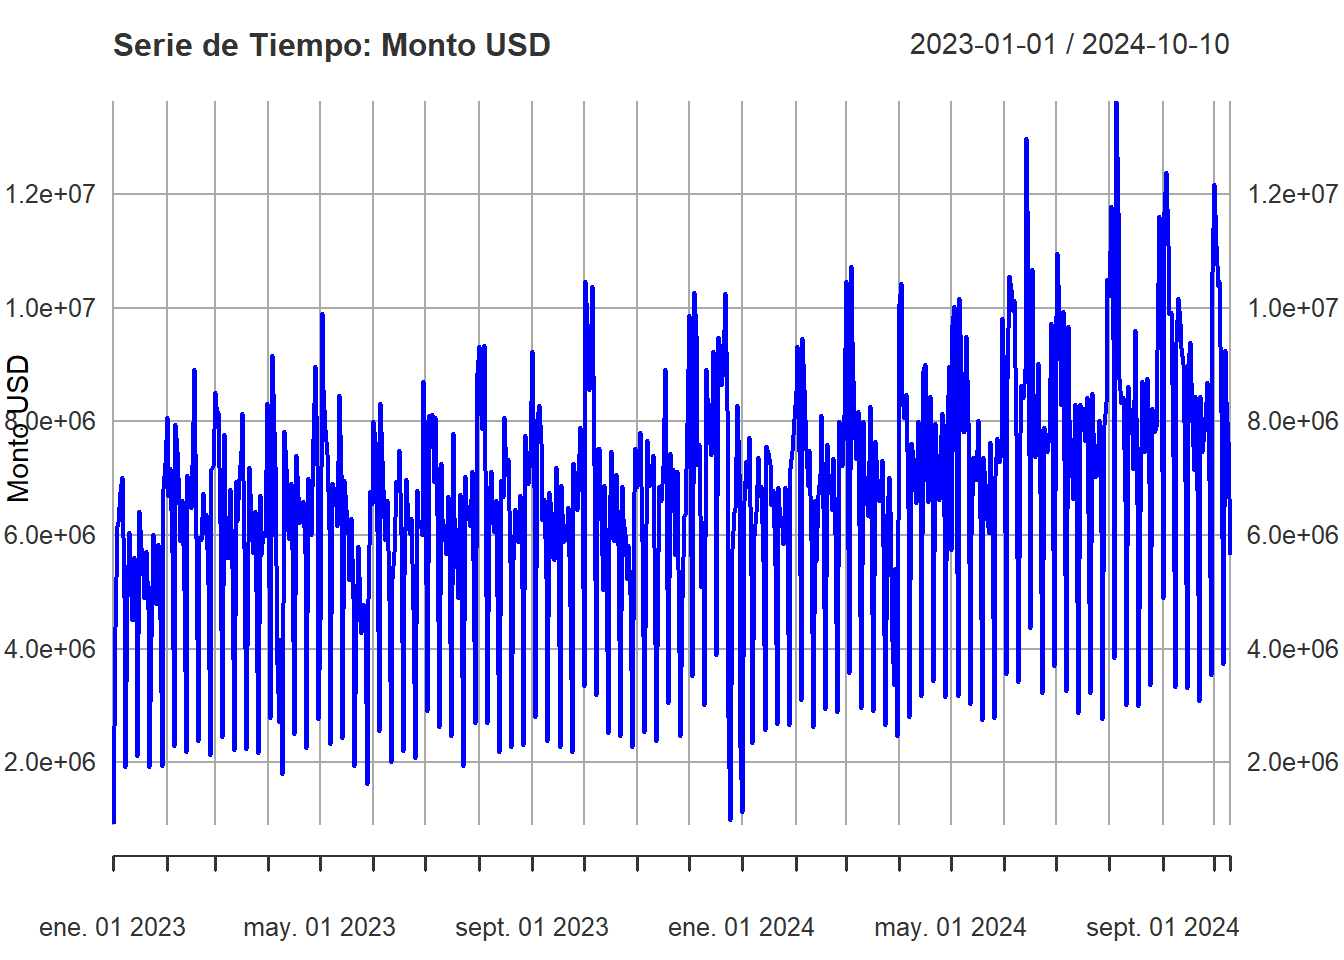 Serie de Tiempo: Monto USD
2023-01-01 / 2024-10-10
Monto USD
1.2e+07 1.2e+07
1.0e+07 1.0e+07
8.0e+06 8.0e+06
6.0e+06 6.0e+06
4.0e+06 4.0e+06
2.0e+06 2.0e+06
ene. 01 2023 may. 01 2023 sept. 01 2023 ene. 01 2024 may. 01 2024 sept. 01 2024